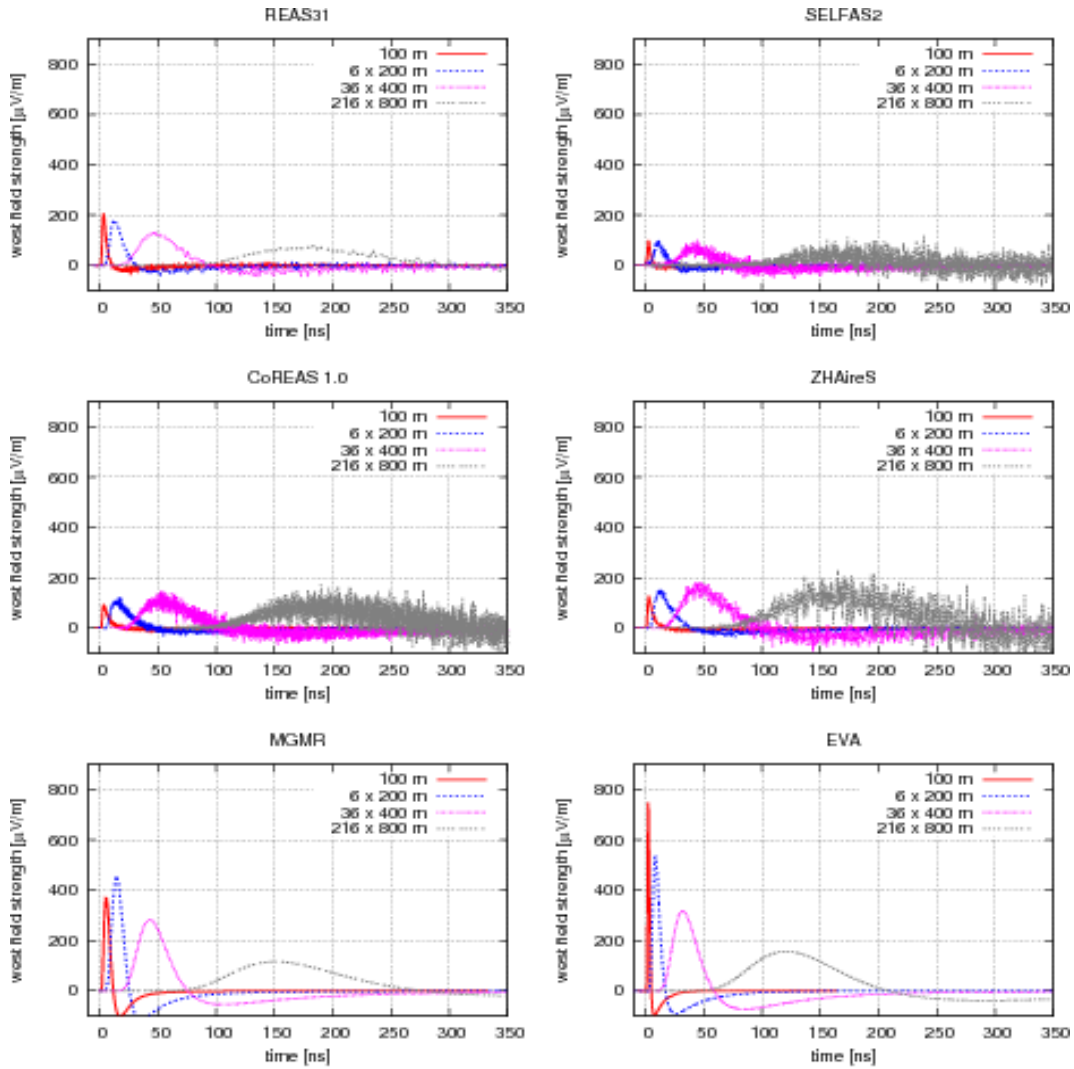 REAS31
west field strength [μV/m]
800
600
400
200
0
100 m
6 x 200 m
36 x 400 m
216 x 800 m
0 50 100 150 200 250 300 350
time [ns]
SELFAS2
west field strength [μV/m]
800
600
400
200
0
100 m
6 x 200 m
36 x 400 m
216 x 800 m
0 50 100 150 200 250 300 350
time [ns]
CoREAS 1.0
west field strength [μV/m]
800
600
400
200
0
100 m
6 x 200 m
36 x 400 m
216 x 800 m
0 50 100 150 200 250 300 350
time [ns]
ZHAireS
west field strength [μV/m]
800
600
400
200
0
100 m
6 x 200 m
36 x 400 m
216 x 800 m
0 50 100 150 200 250 300 350
time [ns]
MGMR
west field strength [μV/m]
800
600
400
200
0
100 m
6 x 200 m
36 x 400 m
216 x 800 m
0 50 100 150 200 250 300 350
time [ns]
EVA
west field strength [μV/m]
800
600
400
200
0
100 m
6 x 200 m
36 x 400 m
216 x 800 m
0 50 100 150 200 250 300 350
time [ns]